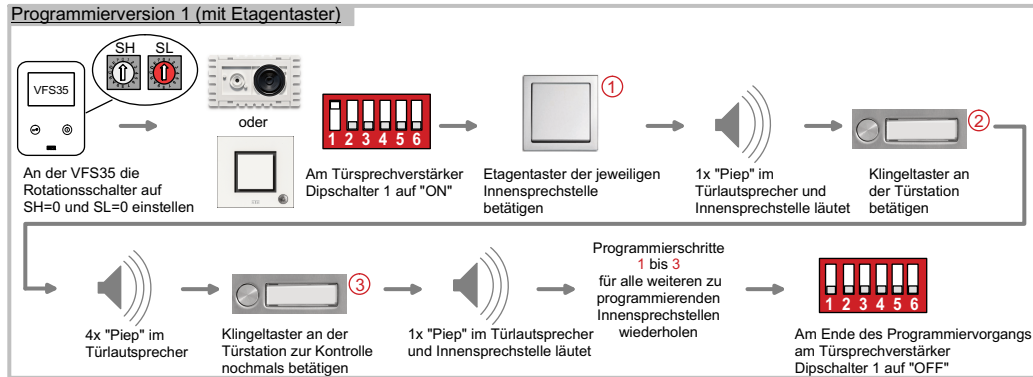 Programmierversion 1 (mit Etagentaster)
SH SL
VFS35
An der VFS35 die
Rotationsschalter auf
SH=0 und SL=0 einstellen
oder
1 2 3 4 5 6
Am Türsprechverstärker
Dipschalter 1 auf "ON"
1
Etagentaster der jeweiligen
Innensprechstelle
betätigen
1x "Piep" im
Türlautsprecher und
Innensprechstelle läutet
2
Klingeltaster an
der Türstation
betätigen
4x "Piep" im
Türlautsprecher
3
Klingeltaster an der
Türstation zur Kontrolle
nochmals betätigen
1x "Piep" im Türlautsprecher
und Innensprechstelle läutet
Programmierschritte
1 bis 3
für alle weiteren zu
programmierenden
Innensprechstellen
wiederholen
1 2 3 4 5 6
Am Ende des Programmiervorgangs
am Türsprechverstärker
Dipschalter 1 auf "OFF"